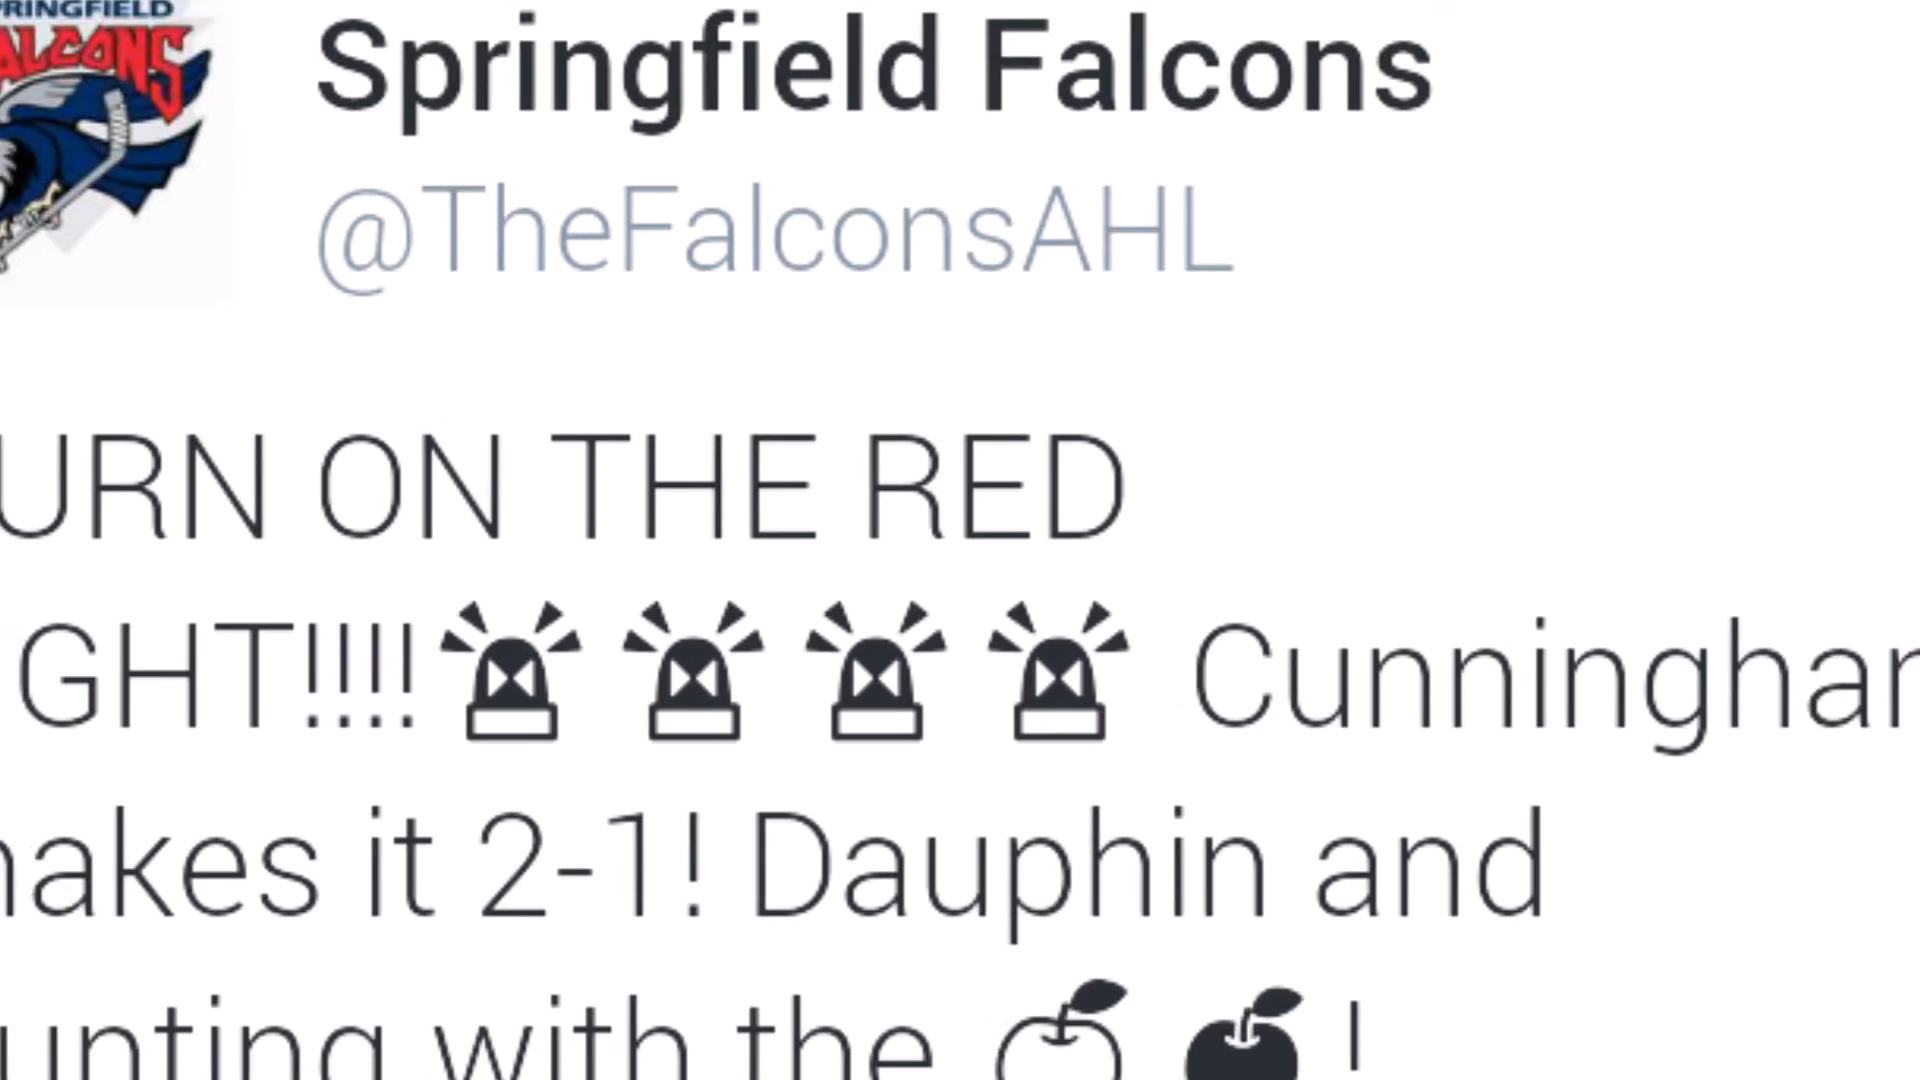 PRINGFIELD
ALCONS
Springfield Falcons
@TheFalconsAHL
URN ON THE RED
GHT!!!!🚨🚨🚨🚨 Cunninghar
akes it 2-1! Dauphin and
unting with the 🍏🍎!